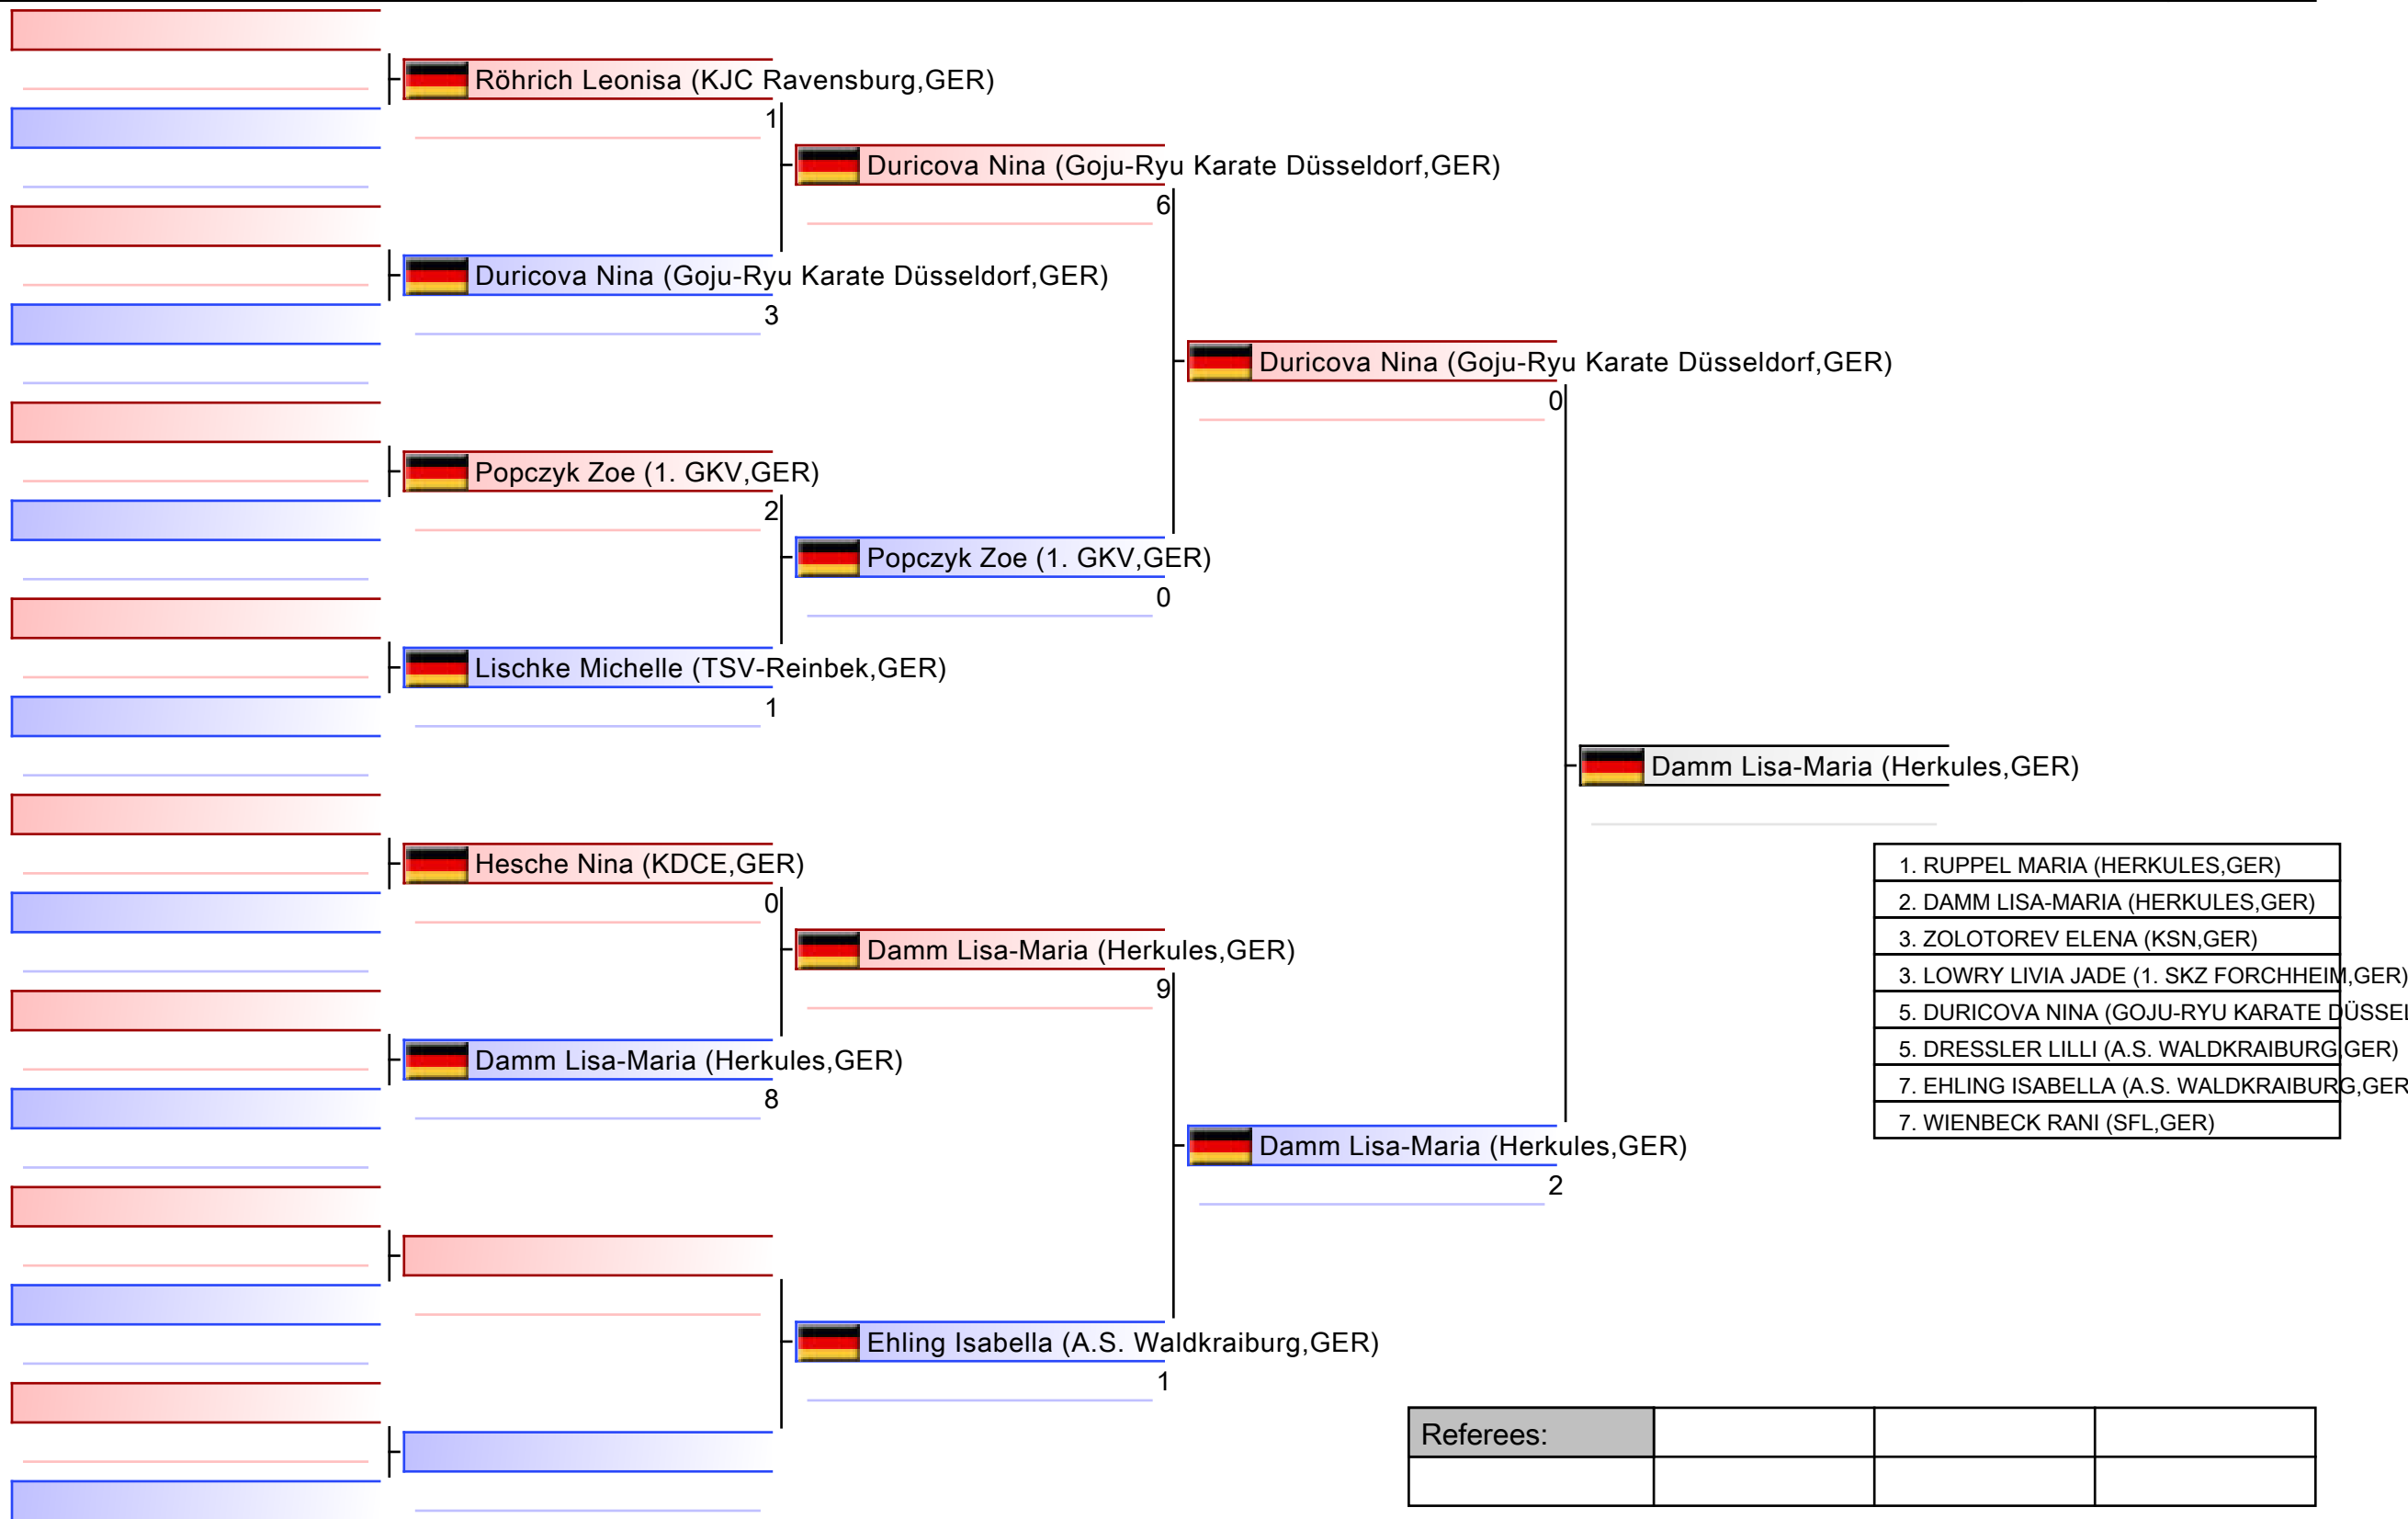 Röhrich Leonisa (KJC Ravensburg,GER)
1
Duricova Nina (Goju-Ryu Karate Düsseldorf,GER)
6
Duricova Nina (Goju-Ryu Karate Düsseldorf,GER)
3
Duricova Nina (Goju-Ryu Karate Düsseldorf,GER)
0
Popczyk Zoe (1. GKV,GER)
2
Popczyk Zoe (1. GKV,GER)
0
Lischke Michelle (TSV-Reinbek,GER)
1
Damm Lisa-Maria (Herkules,GER)
Hesche Nina (KDCE,GER)
0
Damm Lisa-Maria (Herkules,GER)
9
Damm Lisa-Maria (Herkules,GER)
8
Damm Lisa-Maria (Herkules,GER)
2
Ehling Isabella (A.S. Waldkraiburg,GER)
1
1. RUPPEL MARIA (HERKULES,GER)
2. DAMM LISA-MARIA (HERKULES,GER)
3. ZOLOTOREV ELENA (KSN,GER)
3. LOWRY LIVIA JADE (1. SKZ FORCHHEIM,GER)
5. DURICOVA NINA (GOJU-RYU KARATE DÜSSEL
5. DRESSLER LILLI (A.S. WALDKRAIBURG,GER)
7. EHLING ISABELLA (A.S. WALDKRAIBURG,GER
7. WIENBECK RANI (SFL,GER)
Referees: